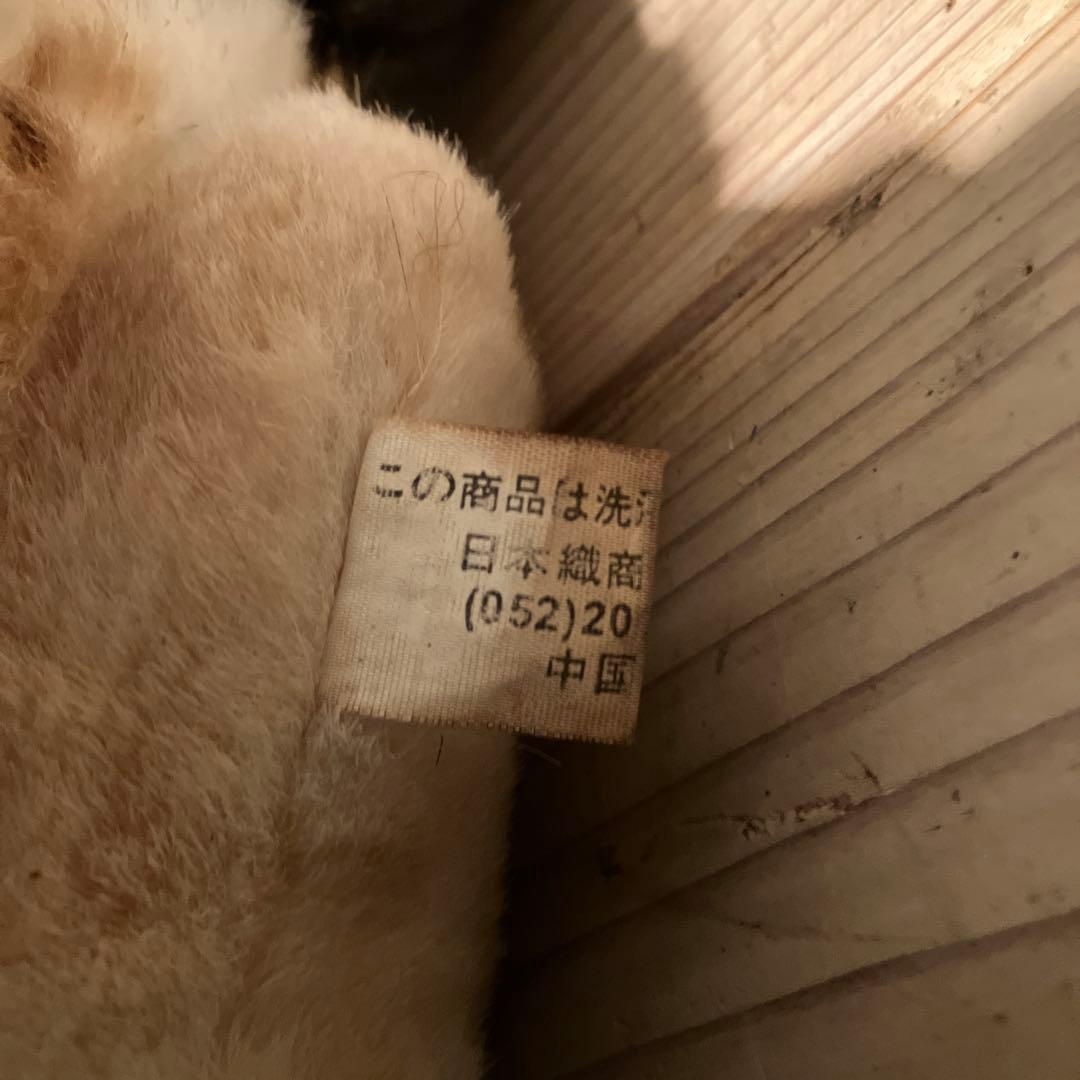 この商品は洗
日本織商
(052)20
中国